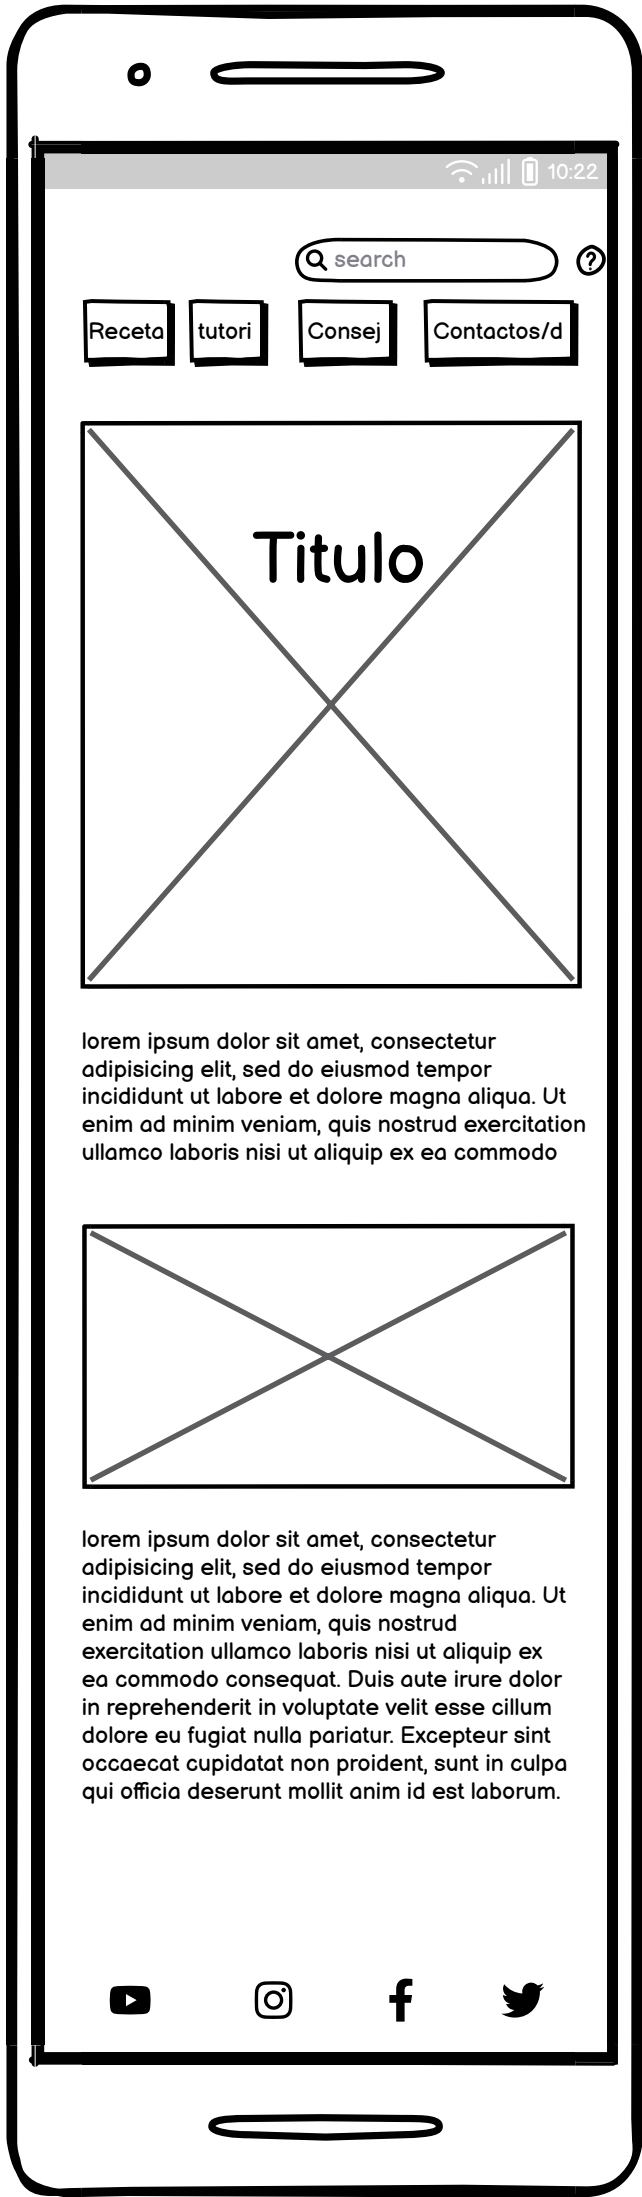 10:22
search
?
Receta tutori Consej Contactos/d
Titulo
lorem ipsum dolor sit amet, consectetur
adipisicing elit, sed do eiusmod tempor
incididunt ut labore et dolore magna aliqua. Ut
enim ad minim veniam, quis nostrud exercitation
ullamco laboris nisi ut aliquip ex ea commodo
lorem ipsum dolor sit amet, consectetur
adipisicing elit, sed do eiusmod tempor
incididunt ut labore et dolore magna aliqua. Ut
enim ad minim veniam, quis nostrud
exercitation ullamco laboris nisi ut aliquip ex
ea commodo consequat. Duis aute irure dolor
in reprehenderit in voluptate velit esse cillum
dolore eu fugiat nulla pariatur. Excepteur sint
occaecat cupidatat non proident, sunt in culpa
qui officia deserunt mollit anim id est laborum.